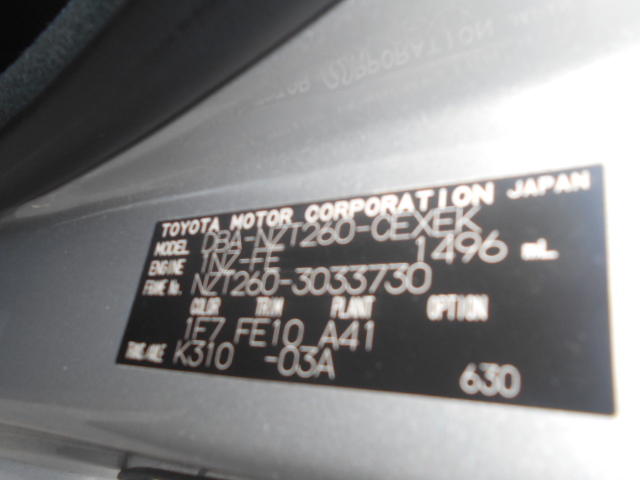 TOYOTA MOTOR CORPORATION JAPAN
MODEL DBA-NZT260-CEXEK
ENGINE 1NZ-FE 1496 mL
FRAME No. NZT260-3033730
COLOR TRIM PLANT OPTION
1F7 FE10 A41
TRANS./AXLE K310 -03A
630